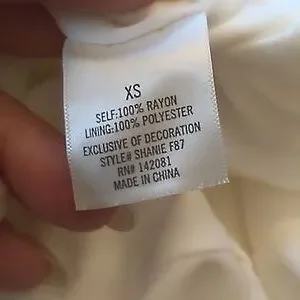 XS
SELF:100% RAYON
LINING:100% POLYESTER
EXCLUSIVE OF DECORATION
STYLE# SHANIE F87
RN# 142081
MADE IN CHINA